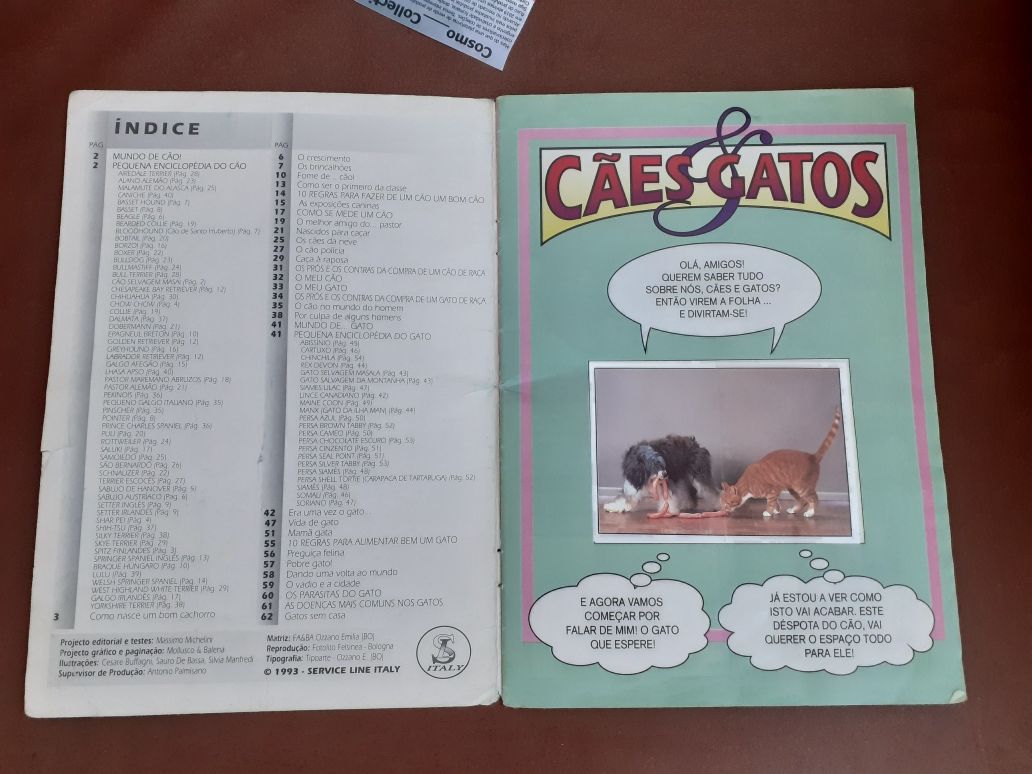 Cosmo
Collecti
ÍNDICE
PAG
2 MUNDO DE CÃO!
2 PEQUENA ENCICLOPÉDIA DO CÃO
AIREDALE TERRIER (Pág. 28)
ALANO ALEMÃO (Pág. 23)
MALAMUTE DO ALASCA (Pág. 25)
CANICHE (Pág. 40)
BASSET HOUND (Pág. 7)
BASSET (Pág. 8)
BEAGLE (Pág. 6)
BEARDED COLLIE (Pág. 19)
BLOODHOUND (Cão de Santo Huberto) (Pág. 7)
BOBTAIL (Pág. 20)
BORZOI (Pág. 16)
BOXER (Pág. 22)
BULLDOG (Pág. 23)
BULLMASTIFF (Pág. 24)
BULL TERRIER (Pág. 28)
CÃO SELVAGEM MASAI (Pág. 2)
CHESAPEAKE BAY RETRIEVER (Pág. 12)
CHIHUAHUA (Pág. 30)
CHOW CHOW (Pág. 4)
COLLIE (Pág. 19)
DALMATA (Pág. 37)
DOBERMANN (Pág. 21)
EPAGNEUL BRETON (Pág. 10)
GOLDEN RETRIEVER (Pág. 12)
GREYHOUND (Pág. 16)
LABRADOR RETRIEVER (Pág. 12)
GALGO AFEGÃO (Pág. 15)
LHASA APSO (Pág. 40)
PASTOR MAREMANO ABRUZOS (Pág. 18)
PASTOR ALEMÃO (Pág. 21)
PEKINOIS (Pág. 36)
PEQUENO GALGO ITALIANO (Pág. 35)
PINSCHER (Pág. 35)
POINTER (Pág. 8)
PRINCE CHARLES SPANIEL (Pág. 36)
PULI (Pág. 20)
ROTTWEILER (Pág. 24)
SALUKI (Pág. 17)
SAMOIEDO (Pág. 25)
SÃO BERNARDO (Pág. 26)
SCHNAUZER (Pág. 22)
TERRIER ESCOCÊS (Pág. 27)
SABUJO DE HANOVER (Pág. 5)
SABUJO AUSTRÍACO (Pág. 6)
SETTER INGLÊS (Pág. 9)
SETTER IRLANDÊS (Pág. 9)
SHAR PEI (Pág. 4)
SHIH-TSU (Pág. 37)
SILKY TERRIER (Pág. 38)
SKYE TERRIER (Pág. 29)
SPITZ FINLANDÊS (Pág. 3)
SPRINGER SPANIEL INGLÊS (Pág. 13)
BRAQUE HUNGARO (Pág. 10)
LULU (Pág. 39)
WELSH SPRINGER SPANIEL (Pág. 14)
WEST HIGHLAND WHITE TERRIER (Pág. 29)
GALGO IRLANDÊS (Pág. 17)
YORKSHIRE TERRIER (Pág. 38)
3 Como nasce um bom cachorro
PAG
6 O crescimento
7 Os brincalhões
10 Fome de... cão!
13 Como ser o primeiro da classe
14 10 REGRAS PARA FAZER DE UM CÃO UM BOM CÃO
15 As exposições caninas
17 COMO SE MEDE UM CÃO
19 O melhor amigo do... pastor
21 Nascidos para caçar
25 Os cães da neve
27 O cão polícia
29 Caça à raposa
31 OS PRÓS E OS CONTRAS DA COMPRA DE UM CÃO DE RAÇA
32 O MEU CÃO
33 O MEU GATO
34 OS PRÓS E OS CONTRAS DA COMPRA DE UM GATO DE RAÇA
35 O cão no mundo do homem
38 Por culpa de alguns homens
41 MUNDO DE... GATO
41 PEQUENA ENCICLOPÉDIA DO GATO
ABISSÍNIO (Pág. 45)
CARTUXO (Pág. 46)
CHINCHILA (Pág. 54)
REX DEVON (Pág. 44)
GATO SELVAGEM MASALA (Pág. 43)
GATO SALVAGEM DA MONTANHA (Pág. 43)
SIAMÊS LILAC (Pág. 47)
LINCE CANADIANO (Pág. 42)
MAINE COON (Pág. 49)
MANX (GATO DA ILHA MAN) (Pág. 44)
PERSA AZUL (Pág. 50)
PERSA BROWN TABBY (Pág. 52)
PERSA CAMEO (Pág. 50)
PERSA CHOCOLATE ESCURO (Pág. 53)
PERSA CINZENTO (Pág. 51)
PERSA SEAL POINT (Pág. 51)
PERSA SILVER TABBY (Pág. 53)
PERSA SIAMÊS (Pág. 48)
PERSA SHELL TORTIE (CARAPAÇA DE TARTARUGA) (Pág. 52)
SIAMÊS (Pág. 48)
SOMALI (Pág. 46)
SORIANO (Pág. 47)
42 Era uma vez o gato...
47 Vida de gato
51 Mamã gata
55 10 REGRAS PARA ALIMENTAR BEM UM GATO
56 Preguiça felina
57 Pobre gato!
58 Dando uma volta ao mundo
59 O vadio e a cidade
60 OS PARASITAS DO GATO
61 AS DOENÇAS MAIS COMUNS NOS GATOS
62 Gatos sem casa
Projecto editorial e testes: Massimo Michelini
Projecto gráfico e paginação: Mollusco & Balena
Ilustrações: Cesare Buffagni, Sauro De Bassa, Silvia Manfredi
Supervisor de Produção: Antonio Palmisano
Matriz: FA&BA Ozzano Emilia (BO)
Reprodução: Fotolito Felsinea - Bologna
Tipografia: Tipoarte - Ozzano E. (BO)
© 1993 - SERVICE LINE ITALY
ITALY
CÃES & GATOS
OLÁ, AMIGOS!
QUEREM SABER TUDO
SOBRE NÓS, CÃES E GATOS?
ENTÃO VIREM A FOLHA ...
E DIVIRTAM-SE!
E AGORA VAMOS
COMEÇAR POR
FALAR DE MIM! O GATO
QUE ESPERE!
JÁ ESTOU A VER COMO
ISTO VAI ACABAR. ESTE
DÉSPOTA DO CÃO, VAI
QUERER O ESPAÇO TODO
PARA ELE!